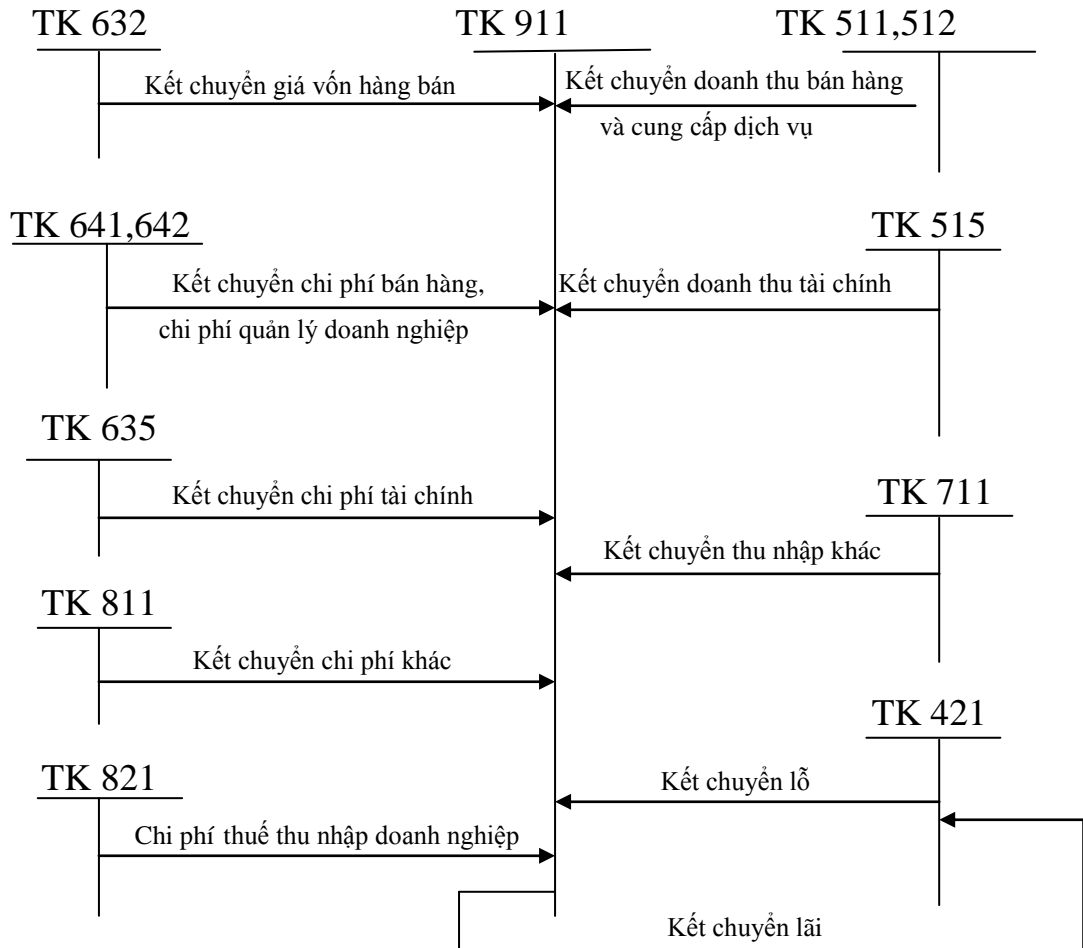 TK 632
TK 911
TK 511,512
Kết chuyển giá vốn hàng bán
Kết chuyển doanh thu bán hàng
và cung cấp dịch vụ
TK 641,642
TK 515
Kết chuyển chi phí bán hàng,
chi phí quản lý doanh nghiệp
Kết chuyển doanh thu tài chính
TK 635
Kết chuyển chi phí tài chính
TK 711
Kết chuyển thu nhập khác
TK 811
Kết chuyển chi phí khác
TK 421
Kết chuyển lỗ
TK 821
Chi phí thuế thu nhập doanh nghiệp
Kết chuyển lãi